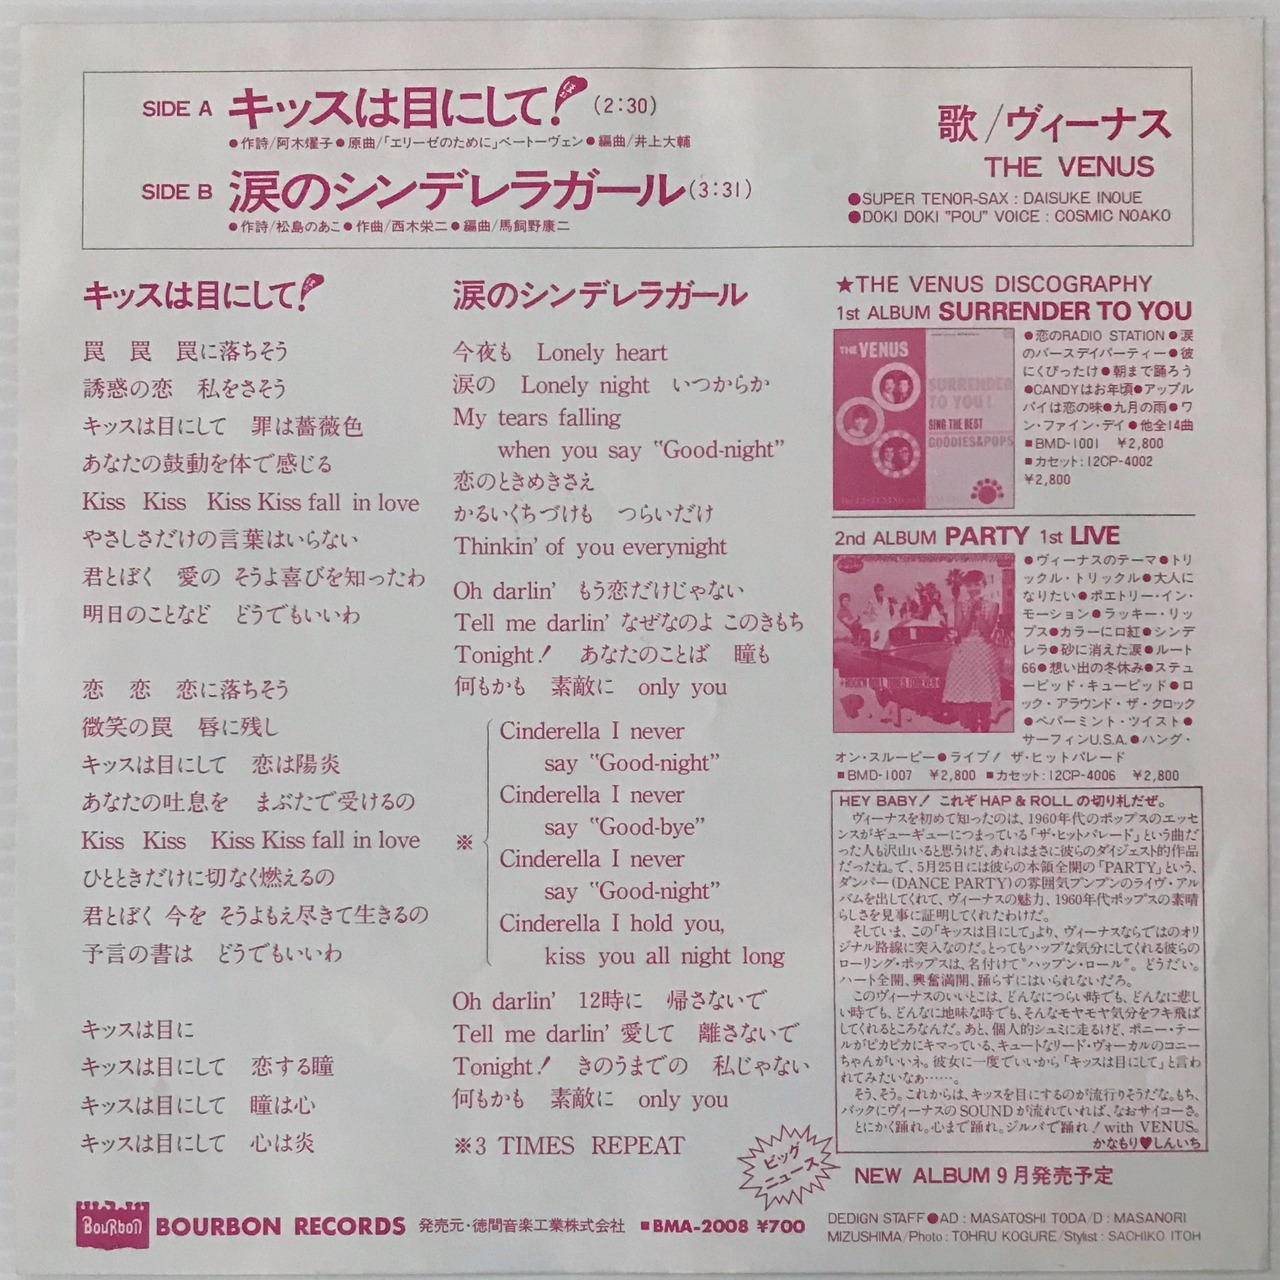 SIDE A キッスは目にして! (2:30)
●作詩/阿木燿子●原曲/「エリーゼのために」ベートーヴェン●編曲/井上大輔
SIDE B 涙のシンデレラガール(3:31)
●作詩/松島のあこ●作曲/西木栄二●編曲/馬飼野康二
歌/ヴィーナス
THE VENUS
●SUPER TENOR-SAX : DAISUKE INOUE
●DOKI DOKI "POU" VOICE : COSMIC NOAKO
キッスは目にして!
罠 罠 罠に落ちそう
誘惑の恋 私をさそう
キッスは目にして 罪は薔薇色
あなたの鼓動を体で感じる
Kiss Kiss Kiss Kiss fall in love
やさしさだけの言葉はいらない
君とぼく 愛の そうよ喜びを知ったわ
明日のことなど どうでもいいわ
恋 恋 恋に落ちそう
微笑の罠 唇に残し
キッスは目にして 恋は陽炎
あなたの吐息を まぶたで受けるの
Kiss Kiss Kiss Kiss fall in love
ひとときだけに切なく燃えるの
君とぼく 今を そうよもえ尽きて生きるの
予言の書は どうでもいいわ
キッスは目に
キッスは目にして 恋する瞳
キッスは目にして 瞳は心
キッスは目にして 心は炎
涙のシンデレラガール
今夜も Lonely heart
涙の Lonely night いつからか
My tears falling
when you say "Good-night"
恋のときめきさえ
かるいくちづけも つらいだけ
Thinkin' of you everynight
Oh darlin' もう恋だけじゃない
Tell me darlin' なぜなのよ このきもち
Tonight! あなたのことば 瞳も
何もかも 素敵に only you
※
Cinderella I never
say "Good-night"
Cinderella I never
say "Good-bye"
Cinderella I never
say "Good-night"
Cinderella I hold you,
kiss you all night long
Oh darlin' 12時に 帰さないで
Tell me darlin' 愛して 離さないで
Tonight! きのうまでの 私じゃない
何もかも 素敵に only you
※3 TIMES REPEAT
★THE VENUS DISCOGRAPHY
1st ALBUM SURRENDER TO YOU
THE VENUS
SURRENDER
TO YOU!
SING THE BEST
GOODIES&POPS
●恋のRADIO STATION●涙
のバースデイパーティー●彼
にくびったけ●朝まで踊ろう
●CANDYはお年頃●アップル
パイは恋の味●九月の雨●ワ
ン・ファイン・デイ●他全14曲
■BMD-1001 ¥2,800
■カセット:12CP-4002
¥2,800
2nd ALBUM PARTY 1st LIVE
●ヴィーナスのテーマ●トリ
ックル・トリックル●大人に
なりたい●ポエトリー・イン・
モーション●ラッキー・リッ
プス●カラーに口紅●シンデ
レラ●砂に消えた涙●ルート
66●想い出の冬休み●ステュ
ーピッド・キューピッド●ロ
ック・アラウンド・ザ・クロック
●ペパーミント・ツイスト●
サーフィンU.S.A.●ハング・
オン・スルーピー●ライブ! ザ・ヒットパレード
■BMD-1007 ¥2,800 ■カセット:12CP-4006 ¥2,800
HEY BABY! これぞHAP & ROLLの切り札だぜ。
ヴィーナスを初めて知ったのは、1960年代のポップスのエッセ
ンスがギューギューにつまっている「ザ・ヒットパレード」という曲だ
った人も沢山いると思うけど、あれはまさに彼らのダイジェスト的作品
だったね。で、5月25日には彼らの本領全開の「PARTY」という、
ダンパー(DANCE PARTY)の雰囲気プンプンのライヴ・アル
バムを出してくれて、ヴィーナスの魅力、1960年代ポップスの素晴
らしさを見事に証明してくれたわけだ。
そしていま、この「キッスは目にして」より、ヴィーナスならではのオリ
ジナル路線に突入なのだ。とってもハップな気分にしてくれる彼らの
ローリング・ポップスは、名付けて"ハップン・ロール"。どうだい。
ハート全開、興奮満開、踊らずにはいられないだろ。
このヴィーナスのいいとこは、どんなにつらい時でも、どんなに悲し
い時でも、どんなに地味な時でも、そんなモヤモヤ気分をフキ飛ば
してくれるところなんだ。あと、個人的シュミに走るけど、ポニー・テー
ルがピカピカにキマっている、キュートなリード・ヴォーカルのコニー
ちゃんがいいネ。彼女に一度でいいから「キッスは目にして」と言わ
れてみたいなぁ……。
そう、そう。これからは、キッスを目にするのが流行りそうだな。もち、
バックにヴィーナスのSOUNDが流れていれば、なおサイコーさ。
とにかく踊れ。心まで踊れ。ジルバで踊れ!with VENUS。
かなもり♥しんいち
ビッグ
ニュース
NEW ALBUM 9月発売予定
BouRbon BOURBON RECORDS 発売元・徳間音楽工業株式会社 ■BMA-2008 ¥700
DEDIGN STAFF●AD : MASATOSHI TODA/D : MASANORI
MIZUSHIMA/Photo : TOHRU KOGURE/Stylist : SACHIKO ITOH